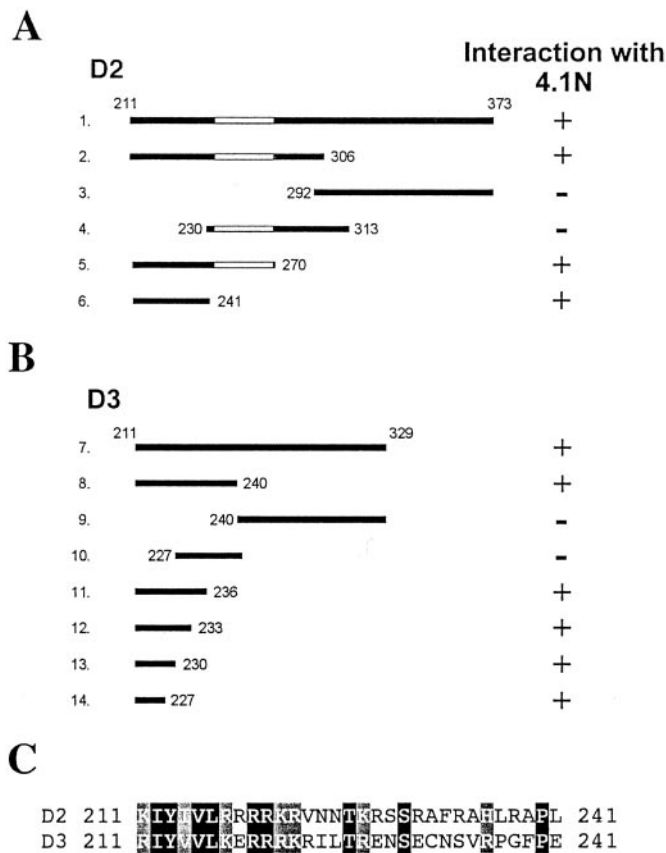 A
D2
Interaction with
4.1N
211 373
1. +
2. 306 +
3. 292 -
4. 230 313 -
5. 270 +
6. 241 +
B
D3
211 329
7. +
8. 240 +
9. 240 -
10. 227 -
11. 236 +
12. 233 +
13. 230 +
14. 227 +
C
D2 211 KIYIVLRRRRKRVNNTKRSSRAFRAHLRAPL 241
D3 211 RIYVVLKERRRKRILTRENSECNSVRPGFPE 241